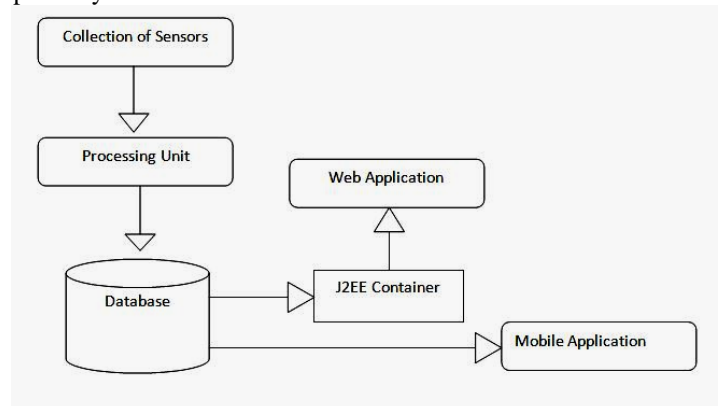 Collection of Sensors
Processing Unit
Web Application
Database
J2EE Container
Mobile Application